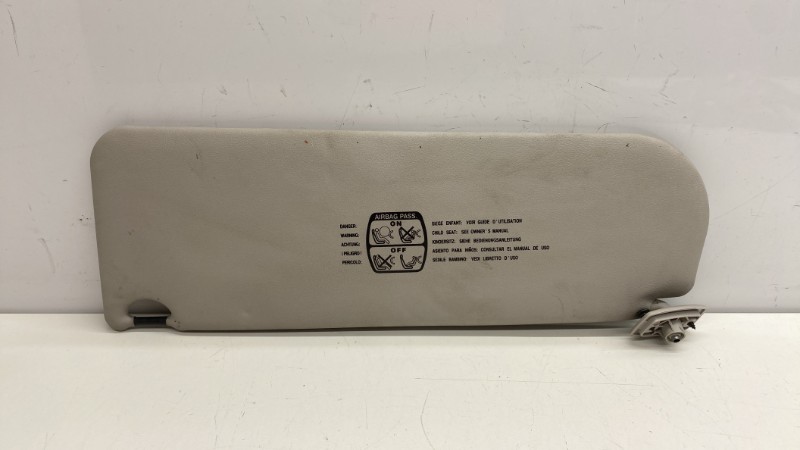 AIRBAG PASS
ON
OFF
DANGER:
WARNING:
ACHTUNG:
¡ PELIGRO !
PERICOLO:
SIEGE ENFANT: VOIR GUIDE D'UTILISATION
CHILD SEAT: SEE OWNER'S MANUAL
KINDERSITZ: SIEHE BEDIENUNGSANLEITUNG
ASIENTO PARA NIÑOS: CONSULTAR EL MANUAL DE USO
SEDILE BAMBINO: VEDI LIBRETTO D'USO